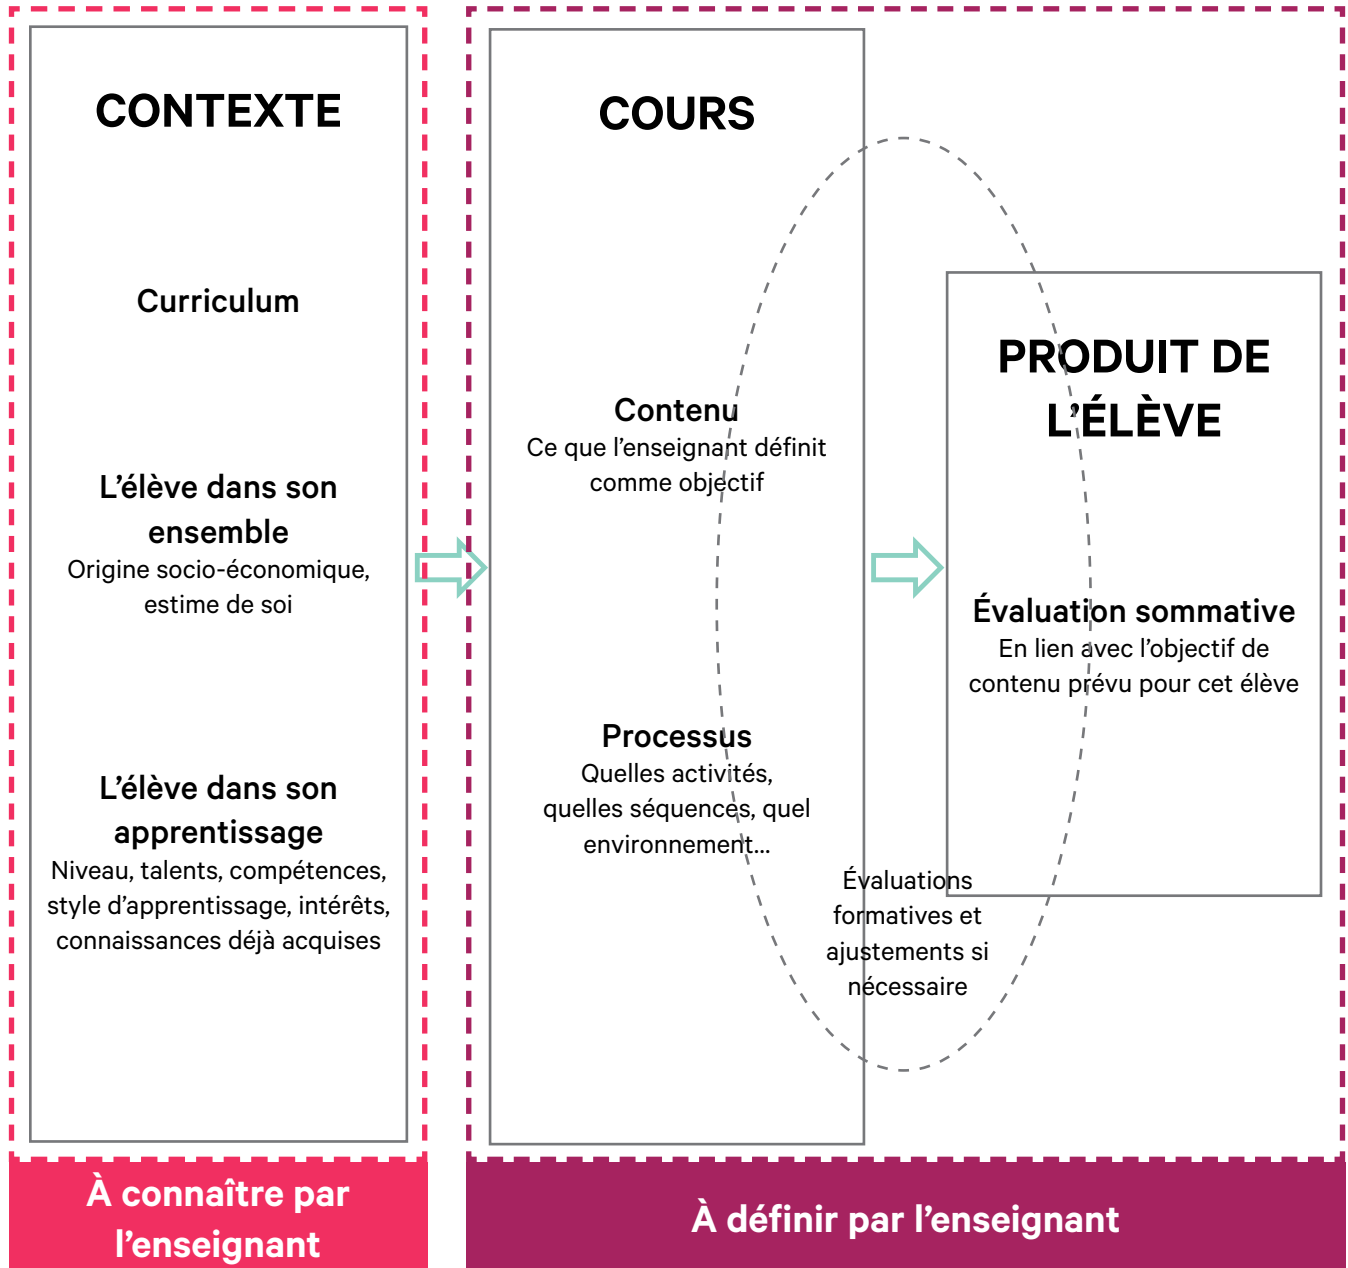 CONTEXTE
Curriculum
L’élève dans son
ensemble
Origine socio-économique,
estime de soi
L’élève dans son
apprentissage
Niveau, talents, compétences,
style d’apprentissage, intérêts,
connaissances déjà acquises
À connaître par
l’enseignant
COURS
Contenu
Ce que l’enseignant définit
comme objectif
Processus
Quelles activités,
quelles séquences, quel
environnement...
Évaluations
formatives et
ajustements si
nécessaire
PRODUIT DE
L’ÉLÈVE
Évaluation sommative
En lien avec l’objectif de
contenu prévu pour cet élève
À définir par l’enseignant